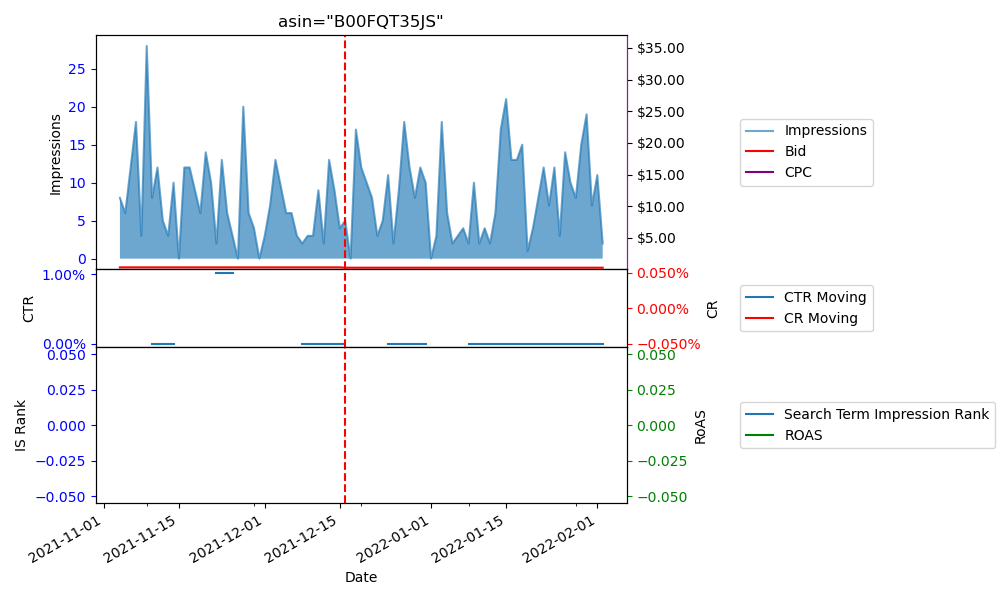 asin="B00FQT35JS"
Impressions
25
20
15
10
5
0
$35.00
$30.00
$25.00
$20.00
$15.00
$10.00
$5.00
Impressions
Bid
CPC
CTR
1.00%
0.00%
0.050%
0.000%
−0.050%
CR
CTR Moving
CR Moving
IS Rank
0.050
0.025
0.000
−0.025
−0.050
0.050
0.025
0.000
−0.025
−0.050
RoAS
Search Term Impression Rank
ROAS
2021-11-01
2021-11-15
2021-12-01
2021-12-15
2022-01-01
2022-01-15
2022-02-01
Date